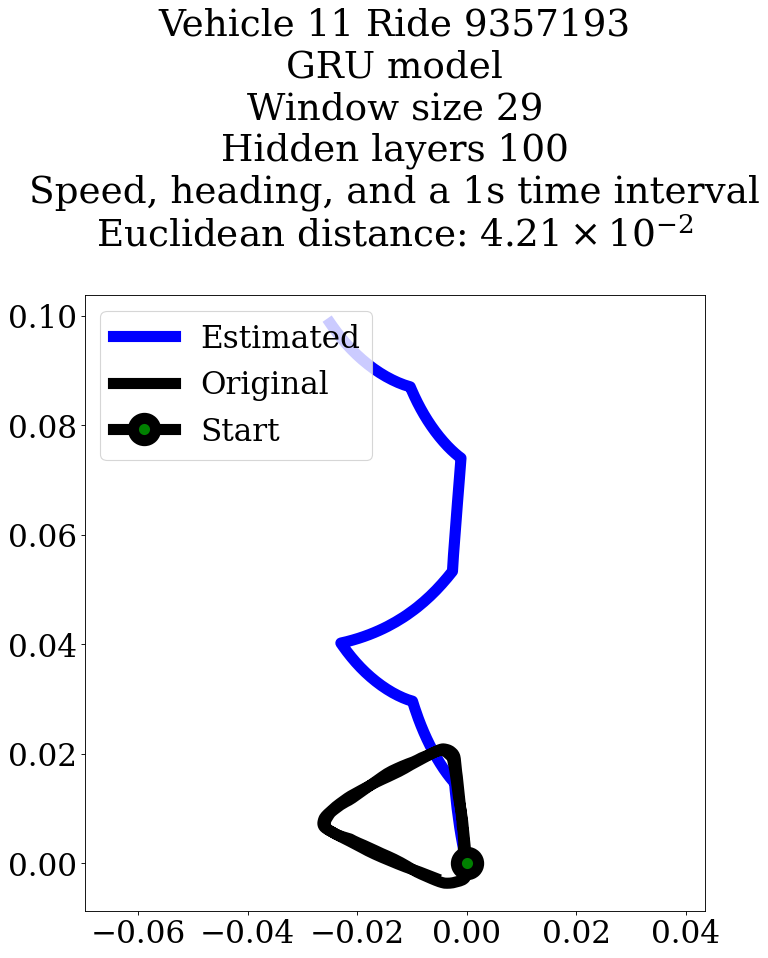 Vehicle 11 Ride 9357193
GRU model
Window size 29
Hidden layers 100
Speed, heading, and a 1s time interval
Euclidean distance: 4.21 × 10⁻²
0.10
0.08
0.06
0.04
0.02
0.00
Estimated
Original
Start
−0.06 −0.04 −0.02 0.00 0.02 0.04